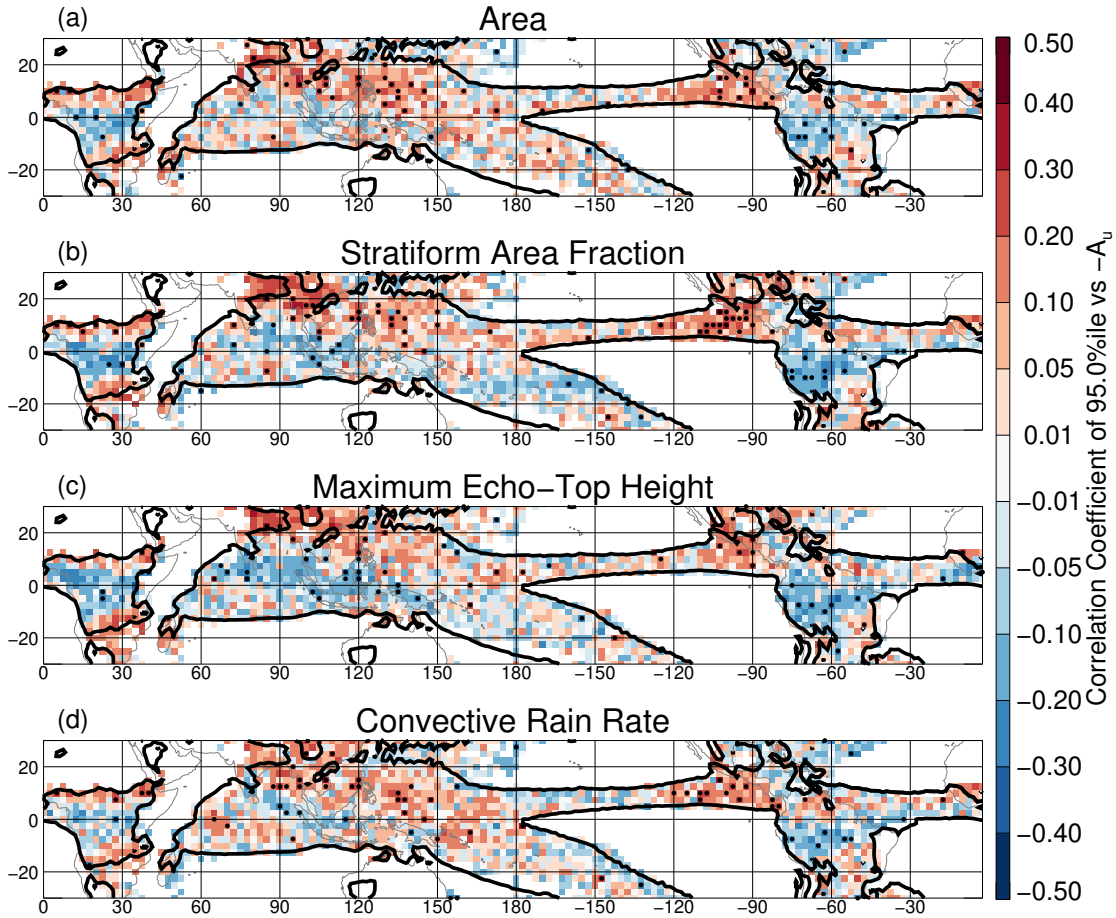 (a)
Area
20
0
−20
0 30 60 90 120 150 180 −150 −120 −90 −60 −30
(b)
Stratiform Area Fraction
20
0
−20
0 30 60 90 120 150 180 −150 −120 −90 −60 −30
(c)
Maximum Echo−Top Height
20
0
−20
0 30 60 90 120 150 180 −150 −120 −90 −60 −30
(d)
Convective Rain Rate
20
0
−20
0 30 60 90 120 150 180 −150 −120 −90 −60 −30
0.50
0.40
0.30
0.20
0.10
0.05
0.01
−0.01
−0.05
−0.10
−0.20
−0.30
−0.40
−0.50
Correlation Coefficient of 95.0%ile vs −A_u